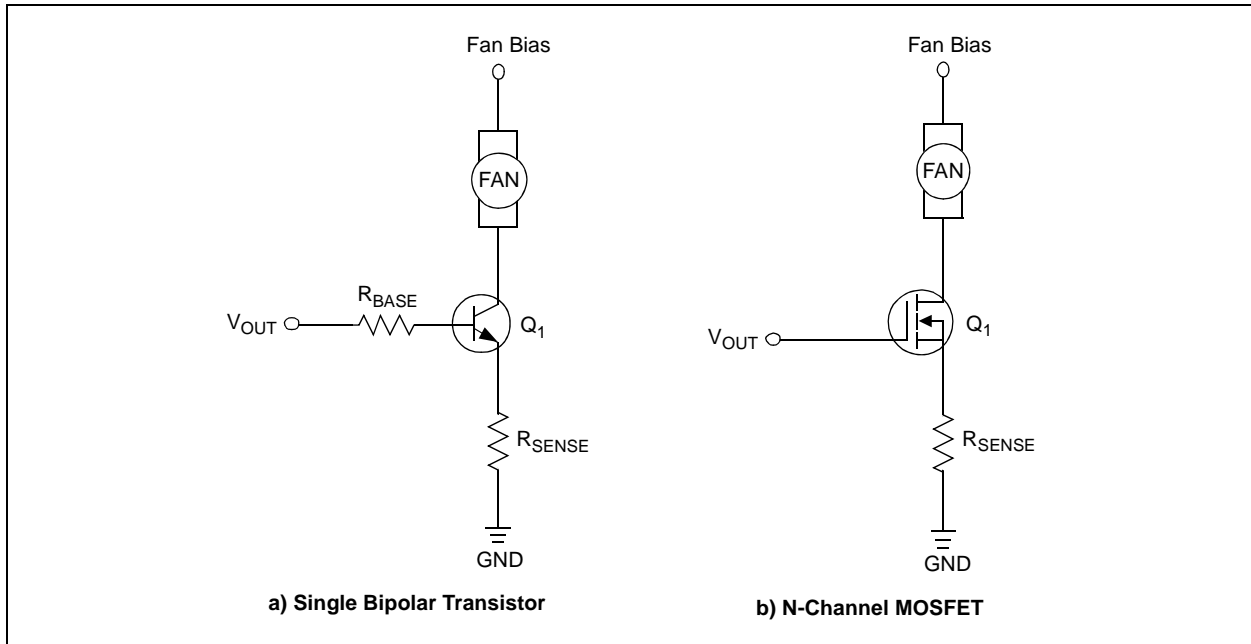 Fan Bias
FAN
R_BASE
V_OUT
Q_1
R_SENSE
GND
a) Single Bipolar Transistor
Fan Bias
FAN
V_OUT
Q_1
R_SENSE
GND
b) N-Channel MOSFET